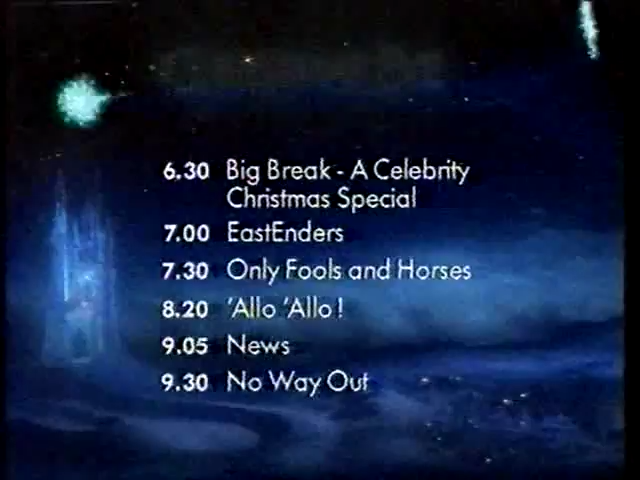 6.30 Big Break - A Celebrity
Christmas Special
7.00 EastEnders
7.30 Only Fools and Horses
8.20 'Allo 'Allo!
9.05 News
9.30 No Way Out